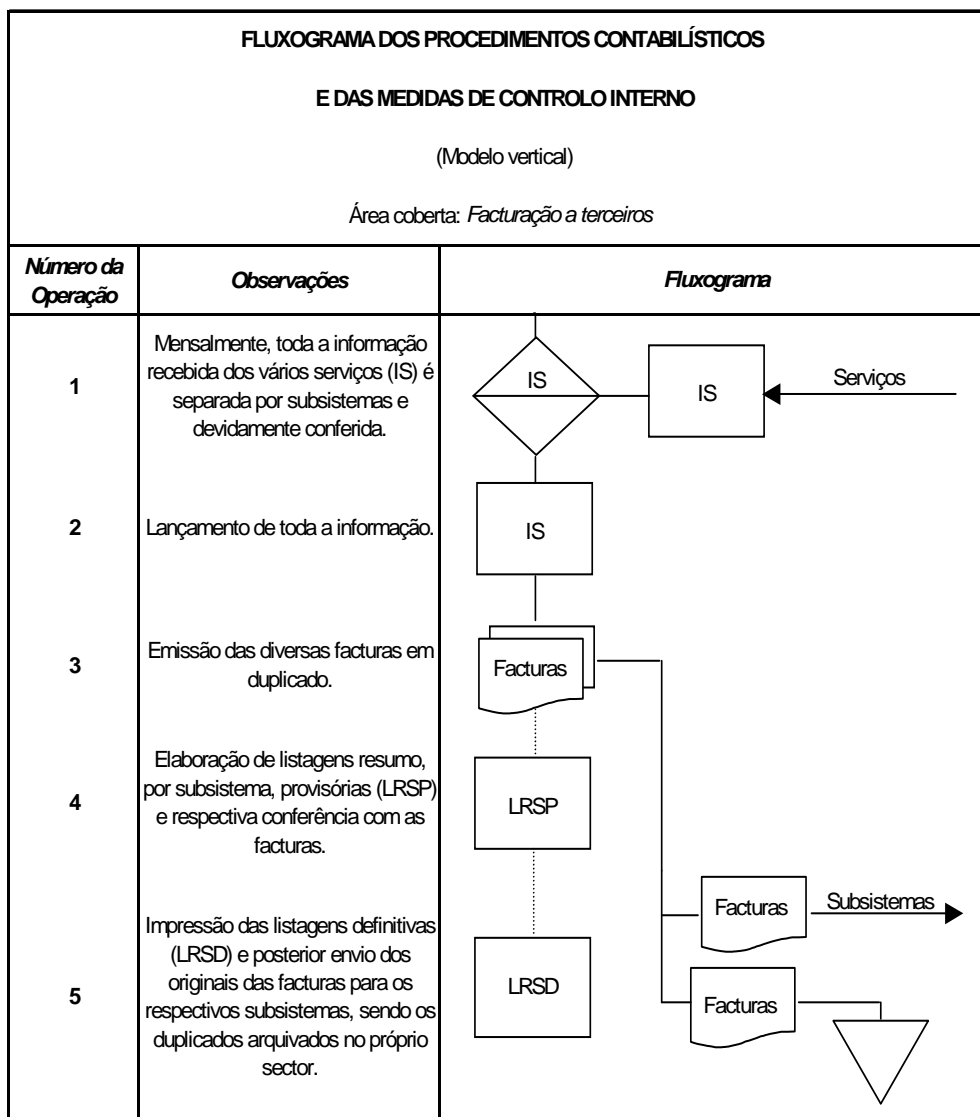 FLUXOGRAMA DOS PROCEDIMENTOS CONTABILÍSTICOS
E DAS MEDIDAS DE CONTROLO INTERNO
(Modelo vertical)
Área coberta: Facturação a terceiros
Número da
Operação
Observações
Fluxograma
1
Mensalmente, toda a informação
recebida dos vários serviços (IS) é
separada por subsistemas e
devidamente conferida.
IS
IS
Serviços
2
Lançamento de toda a informação.
IS
3
Emissão das diversas facturas em
duplicado.
Facturas
4
Elaboração de listagens resumo,
por subsistema, provisórias (LRSP)
e respectiva conferência com as
facturas.
LRSP
5
Impressão das listagens definitivas
(LRSD) e posterior envio dos
originais das facturas para os
respectivos subsistemas, sendo os
duplicados arquivados no próprio
sector.
LRSD
Facturas
Subsistemas
Facturas